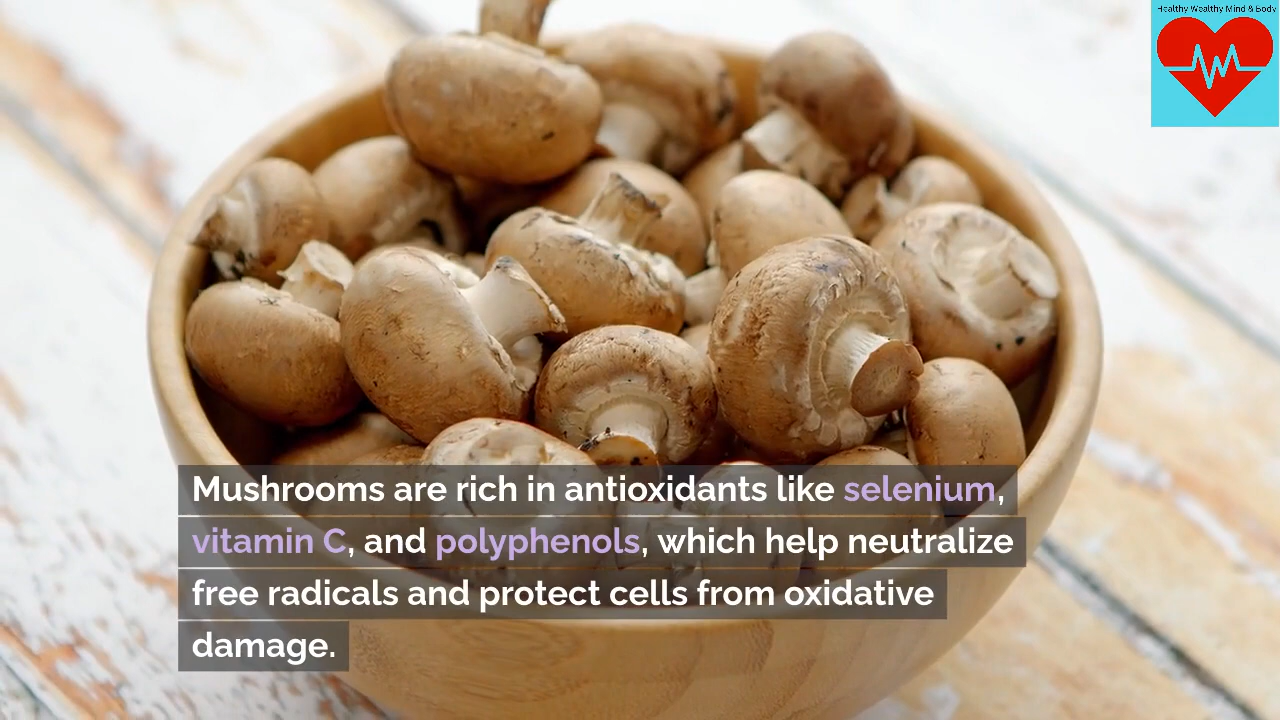 Healthy Wealthy Mind & Body
Mushrooms are rich in antioxidants like selenium,
vitamin C, and polyphenols, which help neutralize
free radicals and protect cells from oxidative
damage.